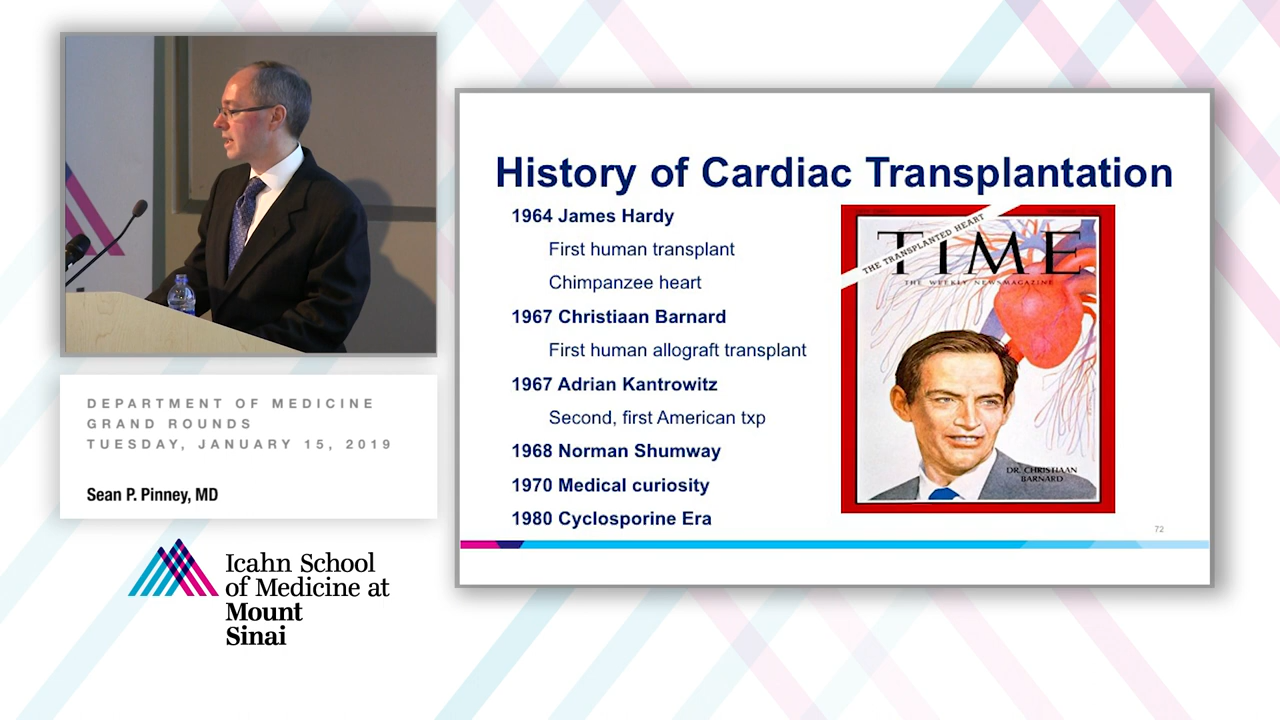 DEPARTMENT OF MEDICINE
GRAND ROUNDS
TUESDAY, JANUARY 15, 2019
Sean P. Pinney, MD
Icahn School
of Medicine at
Mount
Sinai
History of Cardiac Transplantation
1964 James Hardy
First human transplant
Chimpanzee heart
1967 Christiaan Barnard
First human allograft transplant
1967 Adrian Kantrowitz
Second, first American txp
1968 Norman Shumway
1970 Medical curiosity
1980 Cyclosporine Era
THE TRANSPLANTED HEART
TIME
THE WEEKLY NEWSMAGAZINE
DR. CHRISTIAAN
BARNARD
72